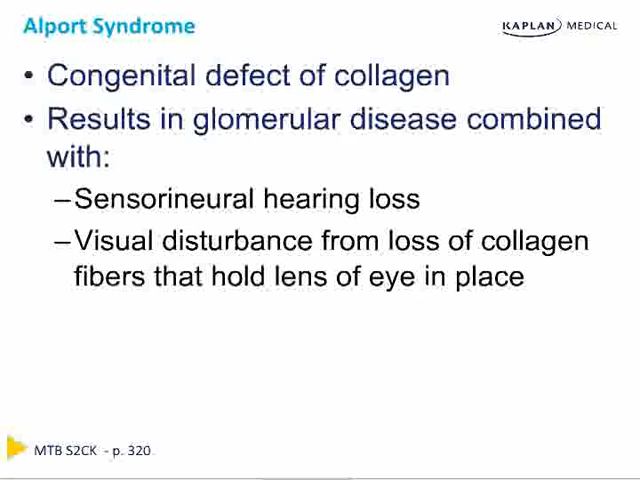 Alport Syndrome
KAPLAN MEDICAL
• Congenital defect of collagen
• Results in glomerular disease combined
with:
–Sensorineural hearing loss
–Visual disturbance from loss of collagen
fibers that hold lens of eye in place
MTB S2CK - p. 320